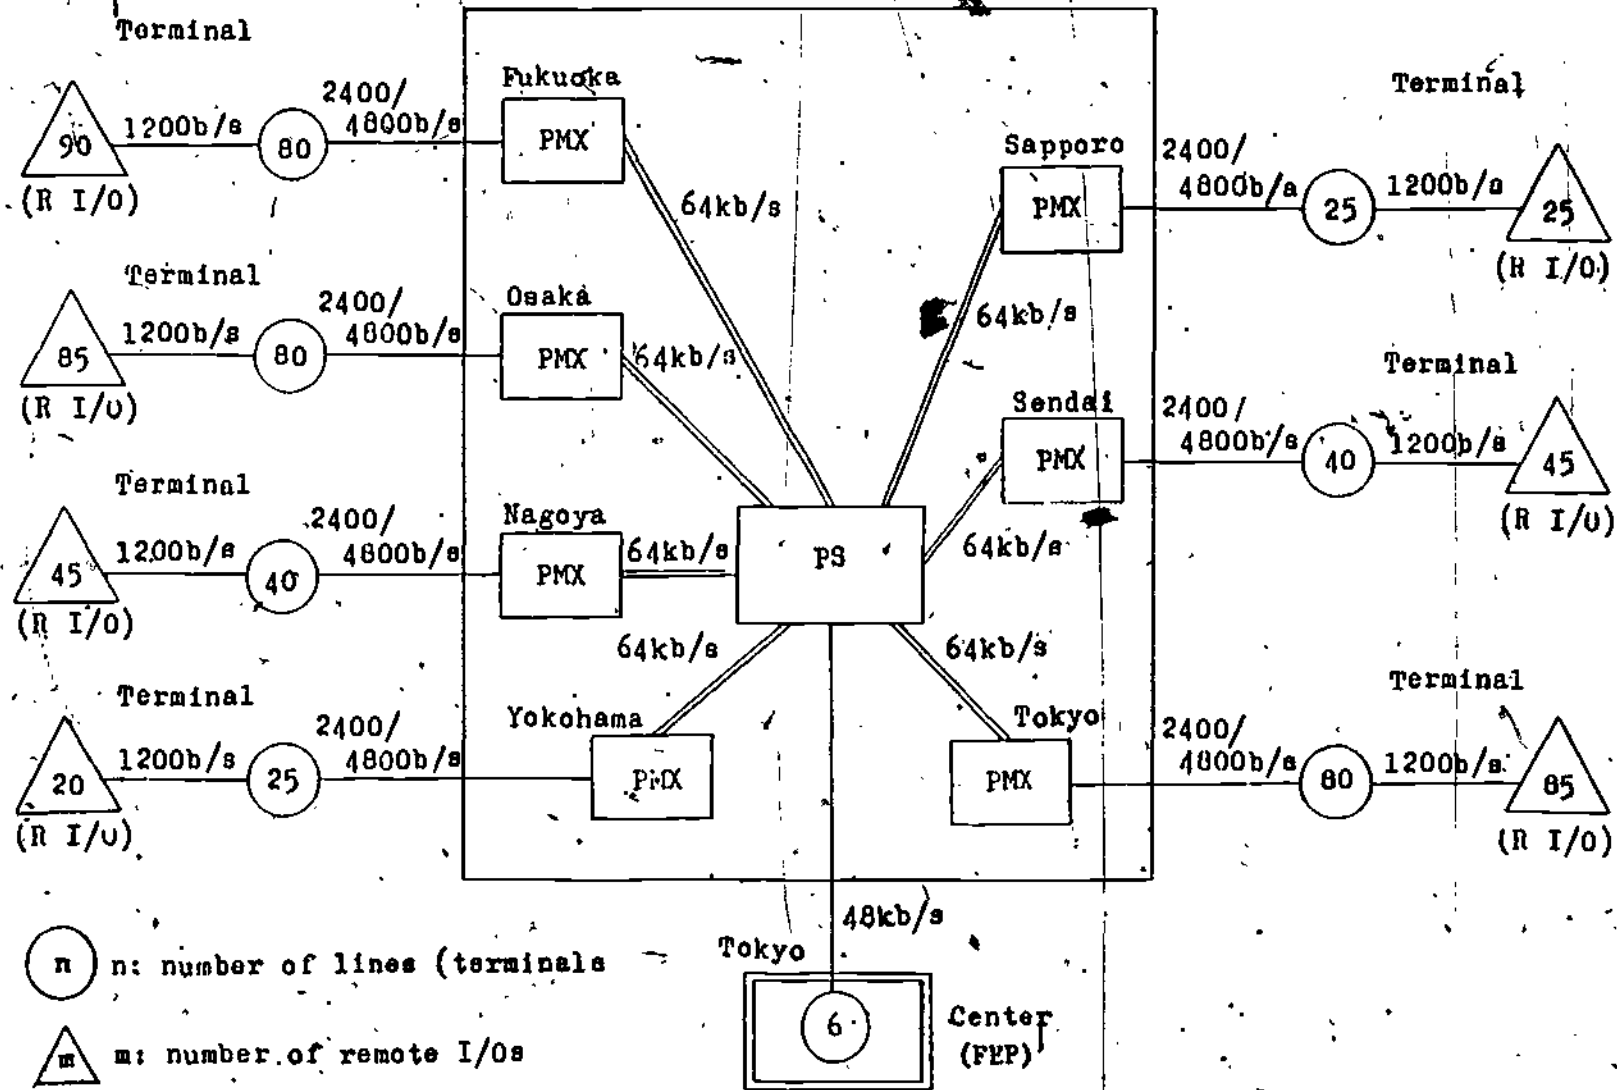 Terminal
Fukuoka
2400/
1200b/s
4800b/s
90
80
PMX
(R I/O)
64kb/s
Terminal
Sapporo
2400/
4800b/s
1200b/s
PMX
25
25
(R I/O)
64kb/s
Terminal
Osaka
2400/
1200b/s
4800b/s
85
80
PMX
(R I/O)
64kb/s
Terminal
Sendai
2400/
4800b/s
1200b/s
PMX
40
45
(R I/O)
64kb/s
Terminal
Nagoya
2400/
1200b/s
4800b/s
45
40
PMX
(R I/O)
64kb/s
PS
Terminal
Yokohama
2400/
1200b/s
4800b/s
20
25
PMX
(R I/O)
64kb/s
64kb/s
Terminal
Tokyo
2400/
4800b/s
1200b/s
PMX
80
85
(R I/O)
48kb/s
Tokyo
6
Center
(FEP)
n n: number of lines (terminals
m m: number of remote I/Os